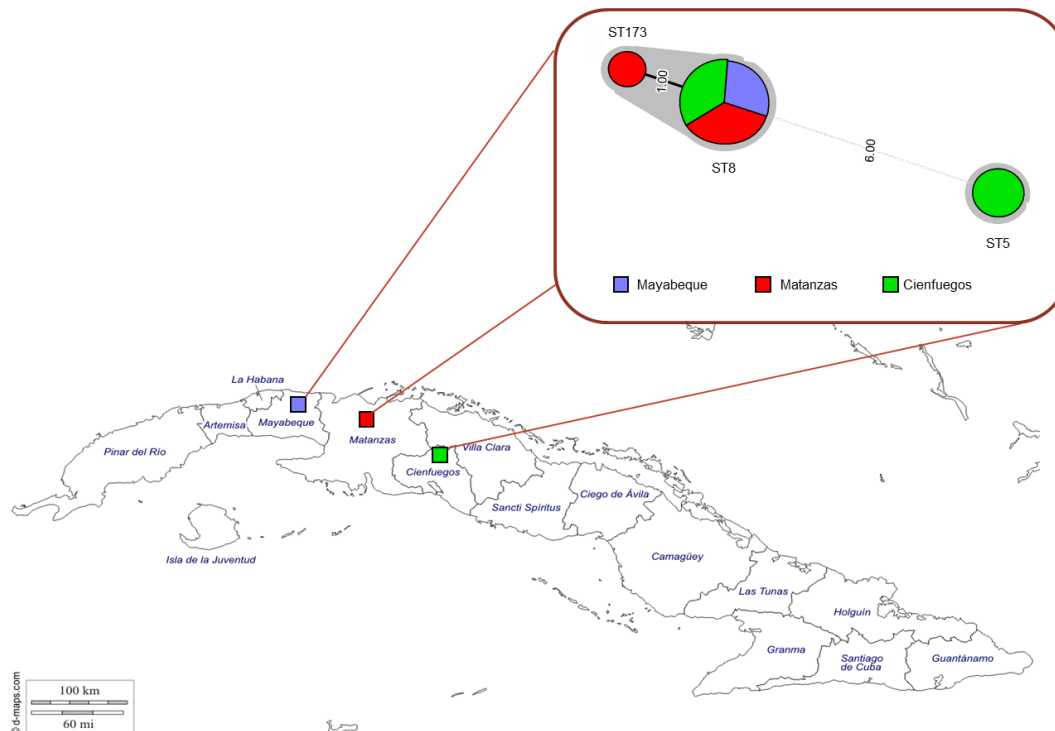 ST173
1.00
ST8
6.00
ST5
Mayabeque
Matanzas
Cienfuegos
La Habana
Artemisa
Mayabeque
Pinar del Río
Matanzas
Villa Clara
Cienfuegos
Sancti Spíritus
Ciego de Ávila
Isla de la Juventud
Camagüey
Las Tunas
Holguín
Granma
Santiago
de Cuba
Guantánamo
100 km
60 mi
© d-maps.com